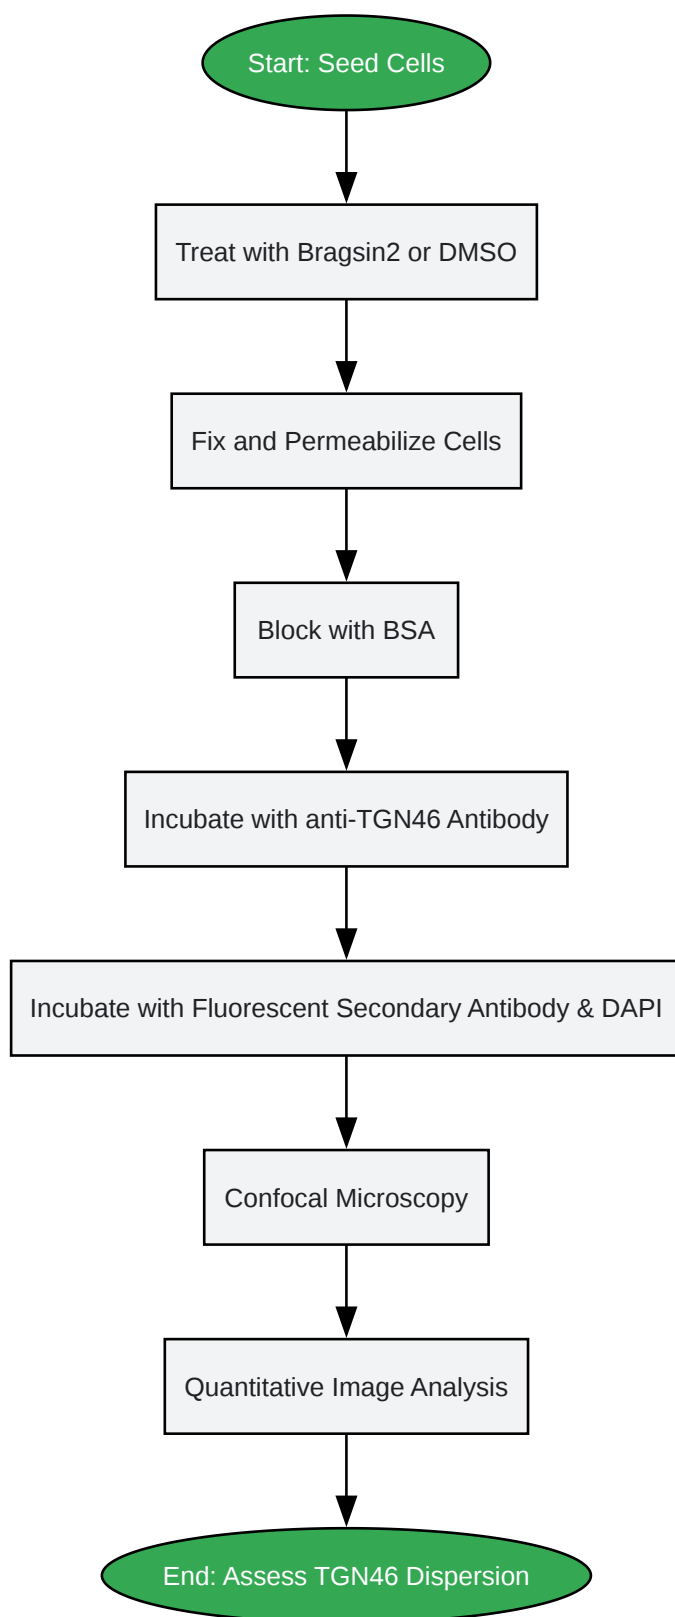 Start: Seed Cells
Treat with Bragsin2 or DMSO
Fix and Permeabilize Cells
Block with BSA
Incubate with anti-TGN46 Antibody
Incubate with Fluorescent Secondary Antibody & DAPI
Confocal Microscopy
Quantitative Image Analysis
End: Assess TGN46 Dispersion